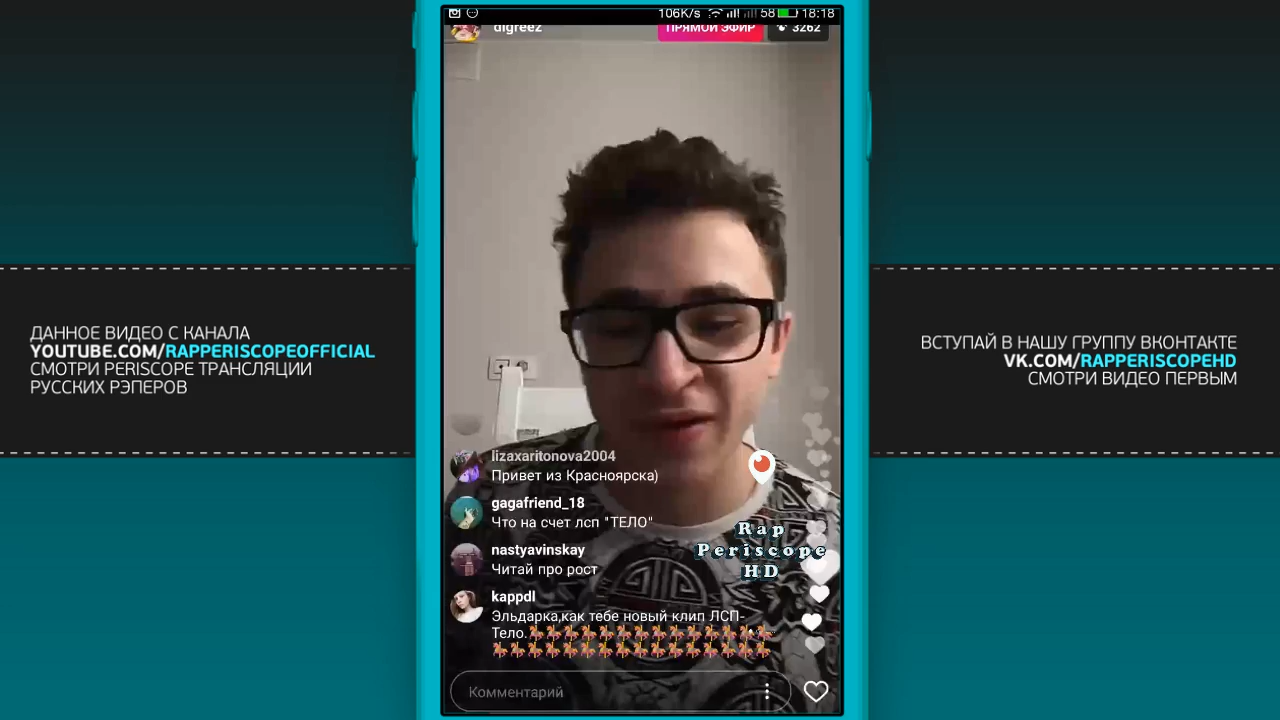 106K/s 58 18:18
digreez ПРЯМОЙ ЭФИР 3262
ДАННОЕ ВИДЕО С КАНАЛА
YOUTUBE.COM/RAPPERISCOPEOFFICIAL
СМОТРИ PERISCOPE ТРАНСЛЯЦИИ
РУССКИХ РЭПЕРОВ
ВСТУПАЙ В НАШУ ГРУППУ ВКОНТАКТЕ
VK.COM/RAPPERISCOPEHD
СМОТРИ ВИДЕО ПЕРВЫМ
lizaxaritonova2004
Привет из Красноярска)
gagafriend_18
Что на счет лсп "ТЕЛО"
nastyavinskay
Читай про рост
kappdl
Эльдарка,как тебе новый клип ЛСП-
Тело.🎠🎠🎠🎠🎠🎠🎠🎠🎠🎠🎠🎠🎠🎠
🎠🎠🎠🎠🎠🎠🎠🎠🎠🎠🎠🎠🎠🎠🎠🎠
Rap
Periscope
HD
Комментарий